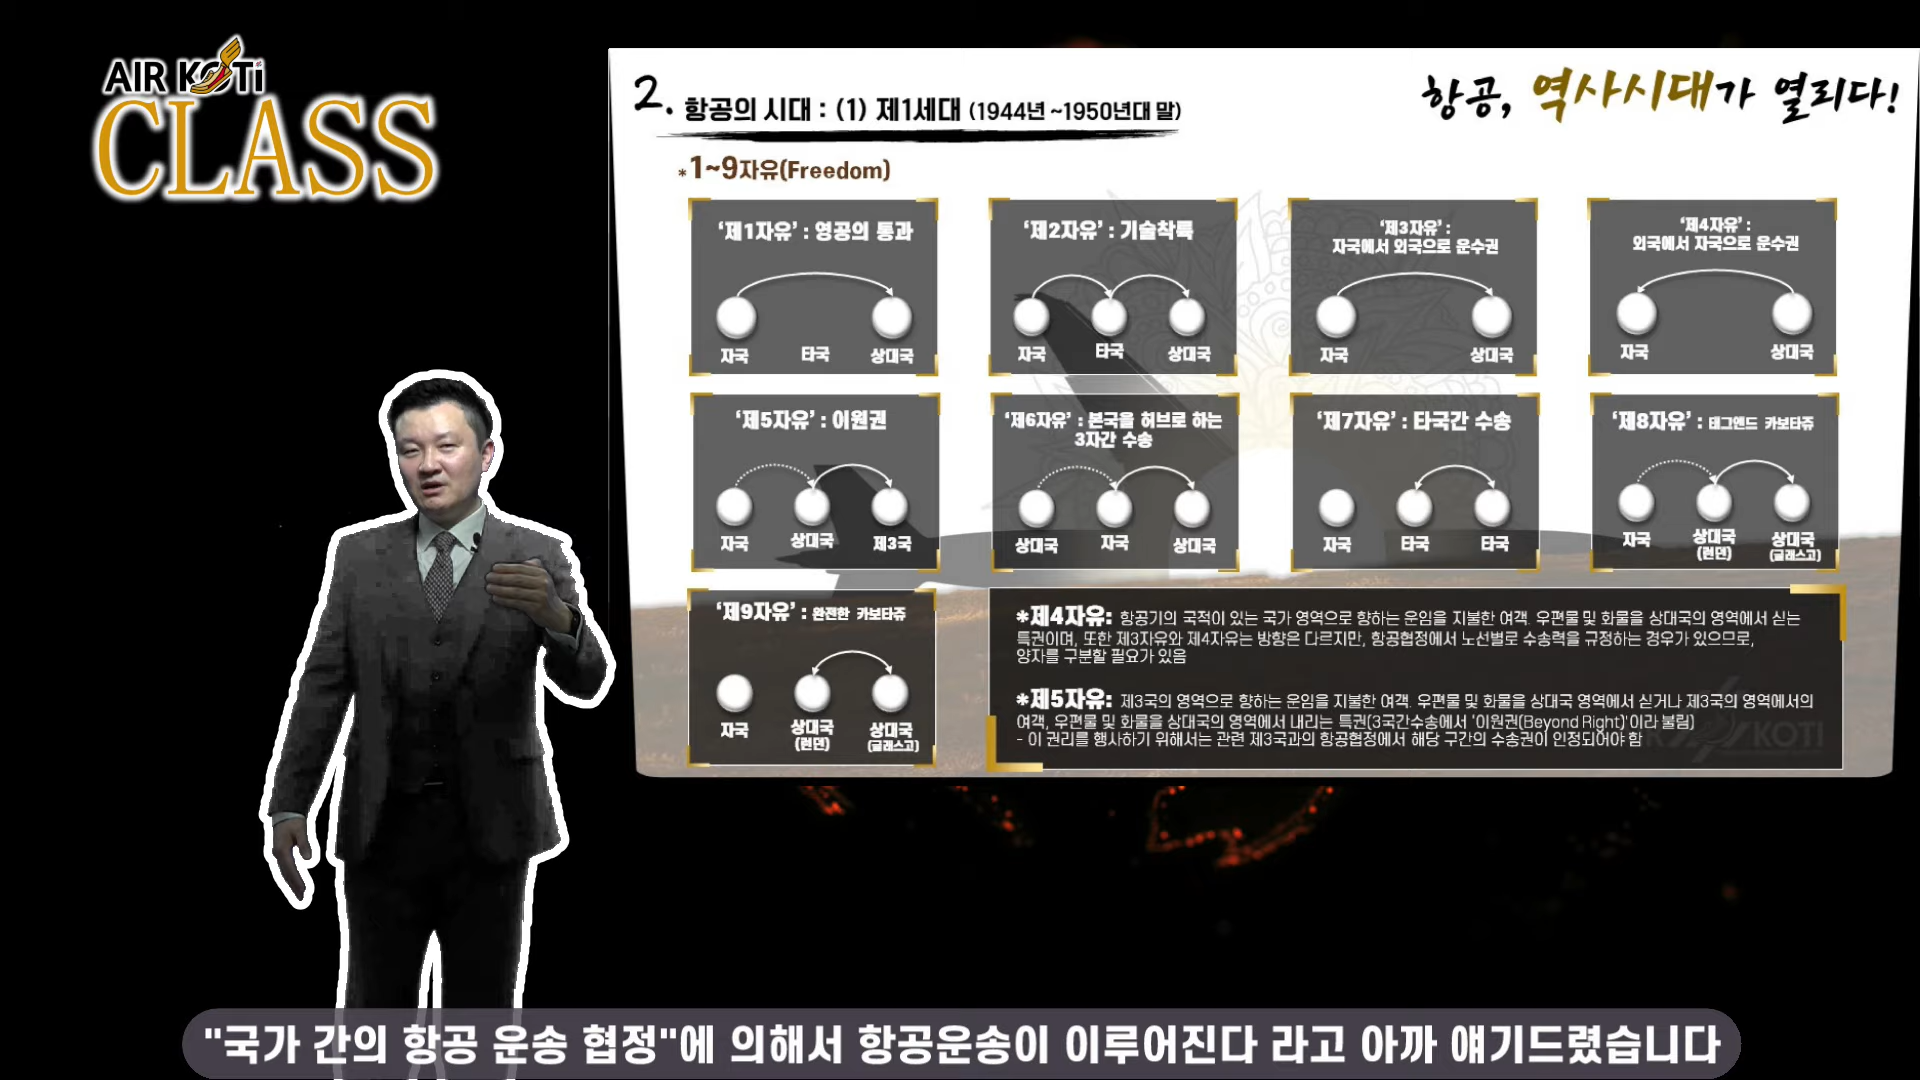 AIR KOTi
CLASS
항공, 역사시대가 열리다!
2. 항공의 시대 : (1) 제1세대 (1944년 ~1950년대 말)
*1~9자유(Freedom)
‘제1자유’ : 영공의 통과
자국 타국 상대국
‘제2자유’ : 기술착륙
자국 타국 상대국
‘제3자유’ :
자국에서 외국으로 운수권
자국 상대국
‘제4자유’ :
외국에서 자국으로 운수권
자국 상대국
‘제5자유’ : 이원권
자국 상대국 제3국
‘제6자유’ : 본국을 허브로 하는
3자간 수송
상대국 자국 상대국
‘제7자유’ : 타국간 수송
자국 타국 타국
‘제8자유’ : 태그앤드 카보타쥬
자국 상대국 상대국
(런던) (글래스고)
‘제9자유’ : 완전한 카보타쥬
자국 상대국 상대국
(런던) (글래스고)
*제4자유: 항공기의 국적이 있는 국가 영역으로 향하는 운임을 지불한 여객. 우편물 및 화물을 상대국의 영역에서 싣는
특권이며, 또한 제3자유와 제4자유는 방향은 다르지만, 항공협정에서 노선별로 수송력을 규정하는 경우가 있으므로,
양자를 구분할 필요가 있음
*제5자유: 제3국의 영역으로 향하는 운임을 지불한 여객. 우편물 및 화물을 상대국 영역에서 싣거나 제3국의 영역에서의
여객, 우편물 및 화물을 상대국의 영역에서 내리는 특권(3국간수송에서 '이원권(Beyond Right)'이라 불림)
- 이 권리를 행사하기 위해서는 관련 제3국과의 항공협정에서 해당 구간의 수송권이 인정되어야 함
"국가 간의 항공 운송 협정"에 의해서 항공운송이 이루어진다 라고 아까 얘기드렸습니다